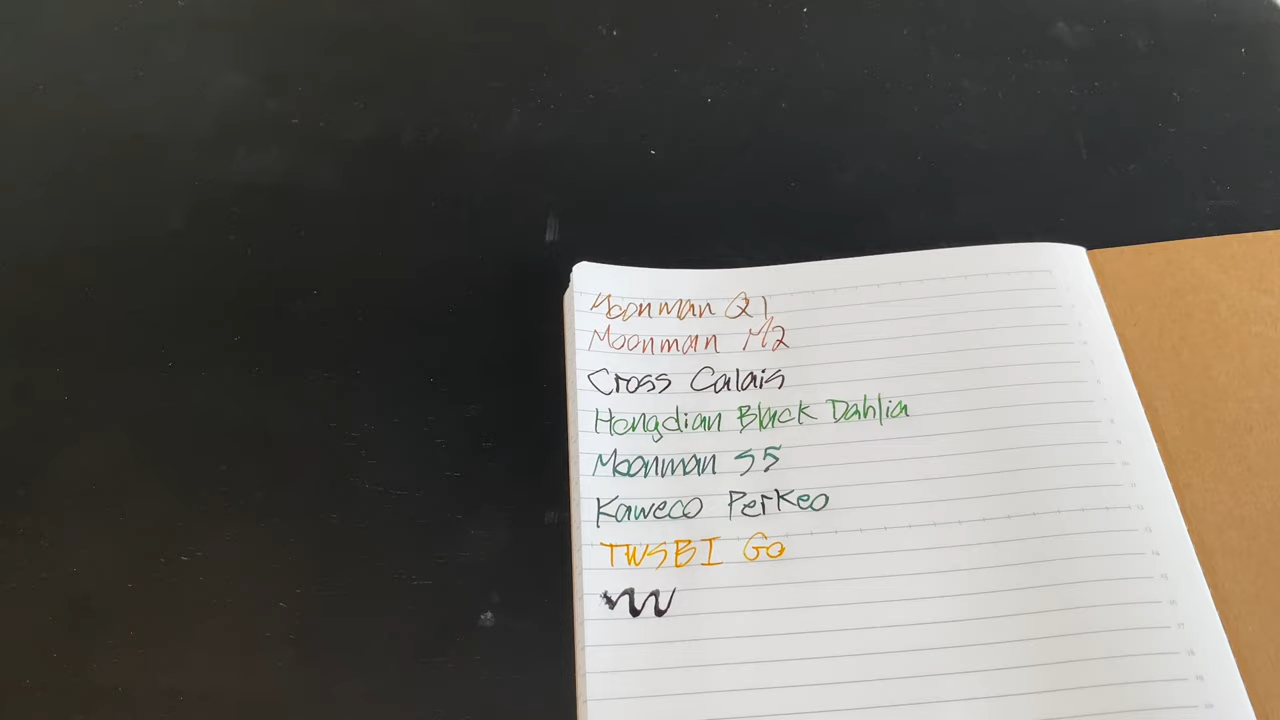 Moonman Q1
Moonman M2
Cross Calais
Hongdian Black Dahlia
Moonman S5
Kaweco Perkeo
TWSBI Go